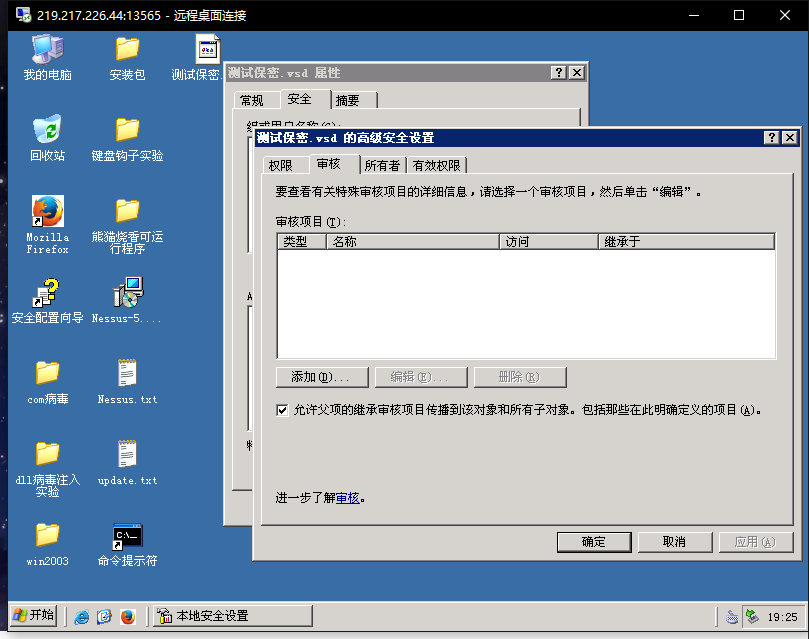 219.217.226.44:13565 - 远程桌面连接
我的电脑
安装包
测试保密.
回收站
键盘钩子实验
Mozilla
Firefox
熊猫烧香可运
行程序
安全配置向导
Nessus-5....
com病毒
Nessus.txt
dll病毒注入
实验
update.txt
win2003
命令提示符
测试保密.vsd 属性
常规 安全 摘要
测试保密.vsd 的高级安全设置
权限 审核 所有者 有效权限
要查看有关特殊审核项目的详细信息，请选择一个审核项目，然后单击“编辑”。
审核项目(T):
类型 名称 访问 继承于
添加(D)... 编辑(E)... 删除(R)
允许父项的继承审核项目传播到该对象和所有子对象。包括那些在此明确定义的项目(A)。
进一步了解审核。
确定 取消 应用(A)
开始 本地安全设置 19:25